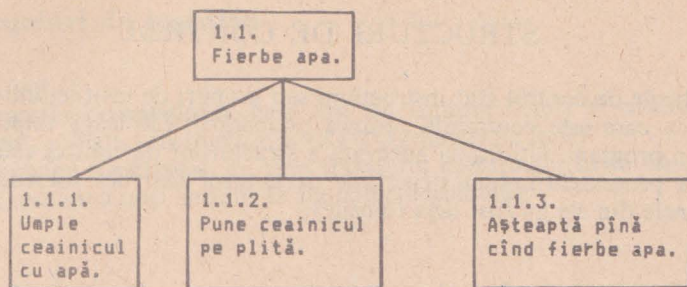 1.1.
Fierbe apa.
1.1.1.
Umple
ceainicul
cu apă.
1.1.2.
Pune ceainicul
pe plită.
1.1.3.
Așteaptă pînă
cînd fierbe apa.